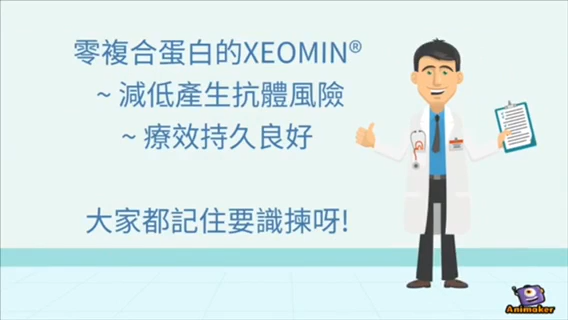 零複合蛋白的XEOMIN®
~ 減低產生抗體風險
~ 療效持久良好
大家都記住要識揀呀!
Animaker